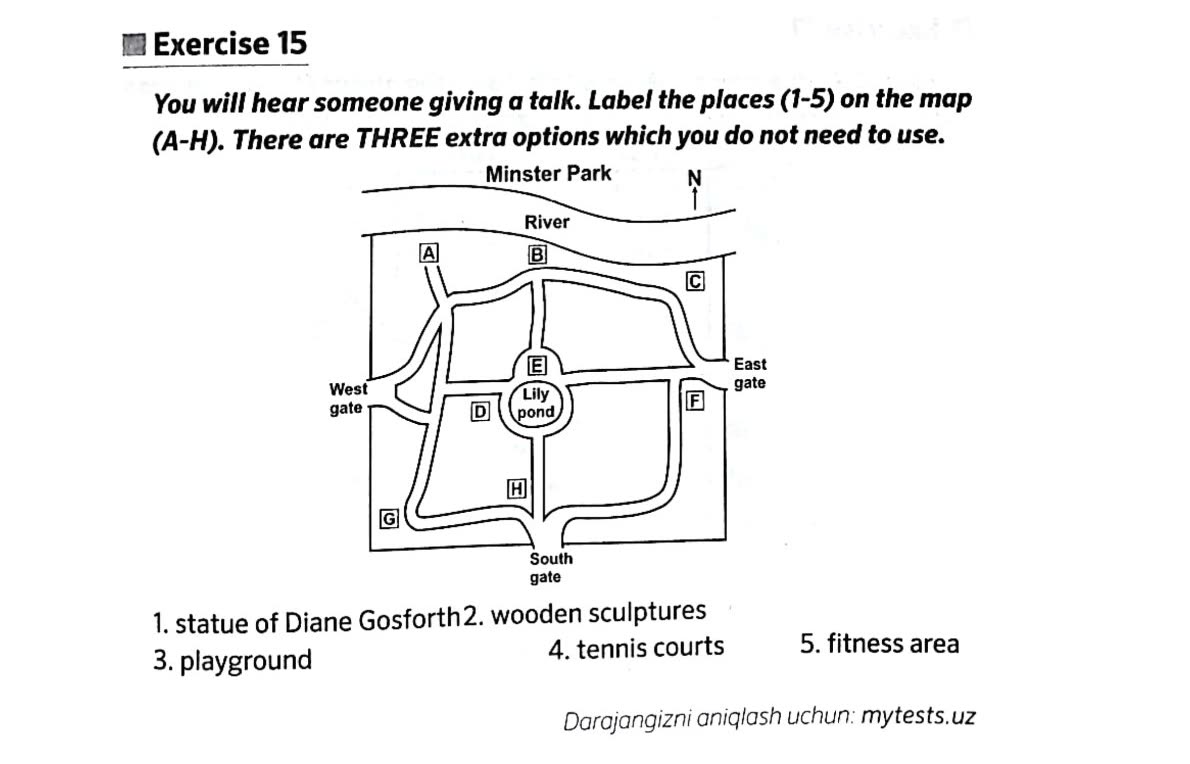 Exercise 15
You will hear someone giving a talk. Label the places (1-5) on the map
(A-H). There are THREE extra options which you do not need to use.
Minster Park
N
River
A
B
C
E
East
gate
West
gate
Lily
pond
D
F
H
G
South
gate
1. statue of Diane Gosforth 2. wooden sculptures
3. playground 4. tennis courts 5. fitness area
Darajangizni aniqlash uchun: mytests.uz